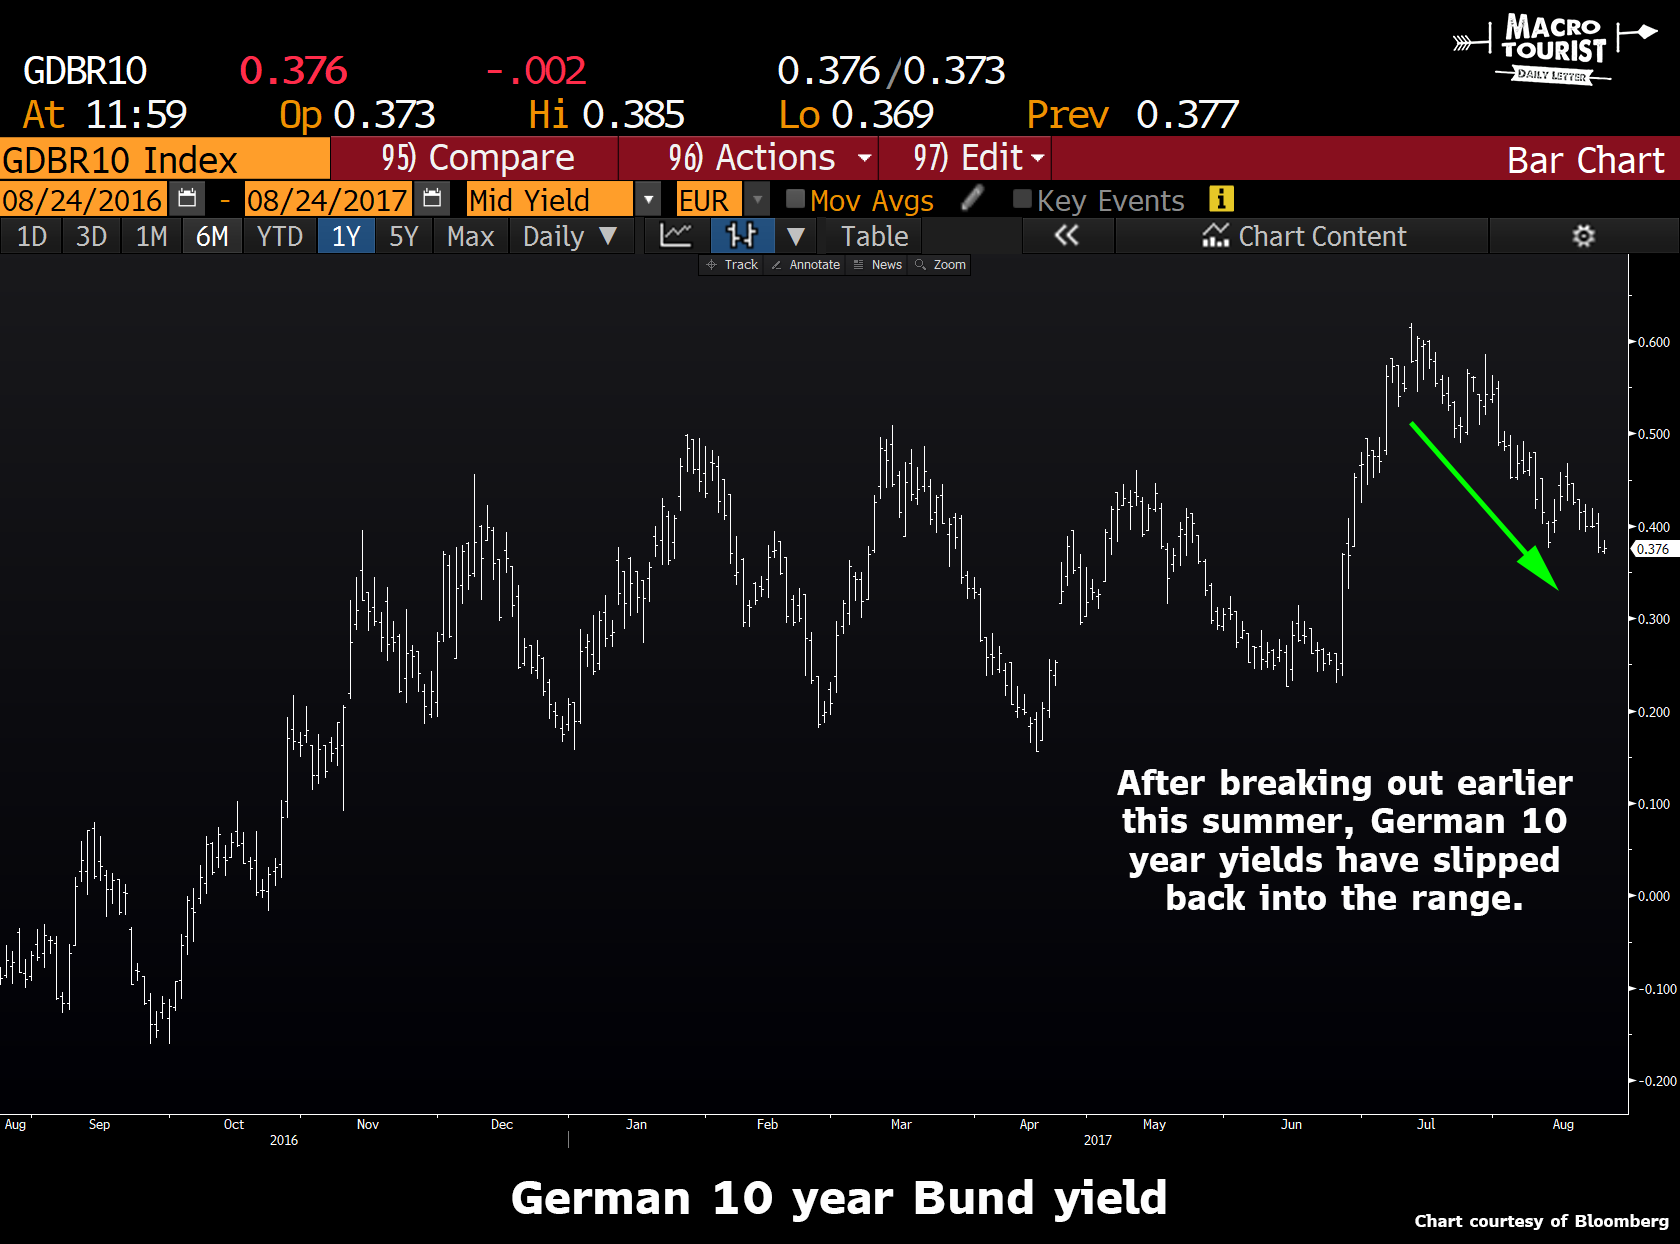 MACRO
TOURIST
DAILY LETTER
GDBR10 0.376 -.002 0.376/0.373
At 11:59 Op 0.373 Hi 0.385 Lo 0.369 Prev 0.377
GDBR10 Index 95) Compare 96) Actions 97) Edit Bar Chart
08/24/2016 - 08/24/2017 Mid Yield EUR Mov Avgs Key Events
1D 3D 1M 6M YTD 1Y 5Y Max Daily Table Chart Content
Track Annotate News Zoom
0.600
0.500
0.400
0.376
0.300
0.200
After breaking out earlier
this summer, German 10
year yields have slipped
back into the range.
0.100
0.000
-0.100
-0.200
Aug Sep Oct Nov Dec Jan Feb Mar Apr May Jun Jul Aug
2016 2017
German 10 year Bund yield
Chart courtesy of Bloomberg